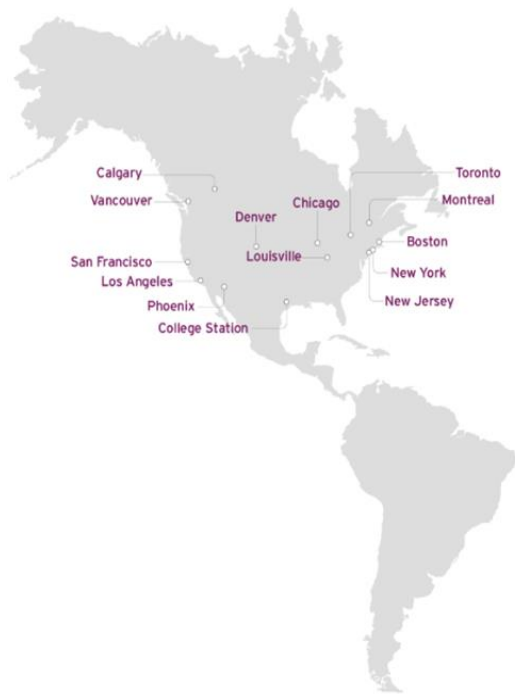 Calgary
Toronto
Vancouver
Chicago
Montreal
Denver
Boston
Louisville
San Francisco
New York
Los Angeles
Phoenix
New Jersey
College Station